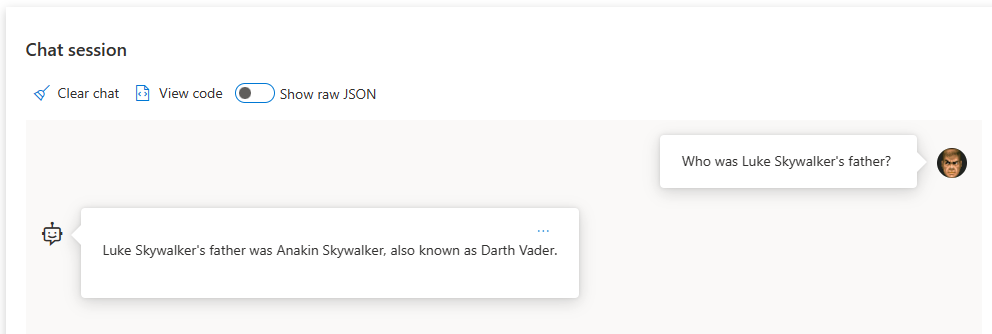 Chat session
Clear chat View code Show raw JSON
Who was Luke Skywalker's father?
...
Luke Skywalker's father was Anakin Skywalker, also known as Darth Vader.